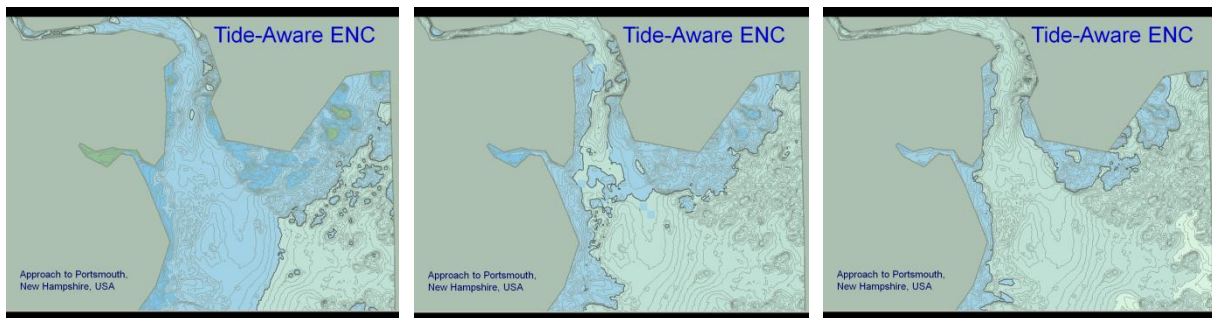 Tide-Aware ENC
Approach to Portsmouth,
New Hampshire, USA
Tide-Aware ENC
Approach to Portsmouth,
New Hampshire, USA
Tide-Aware ENC
Approach to Portsmouth,
New Hampshire, USA